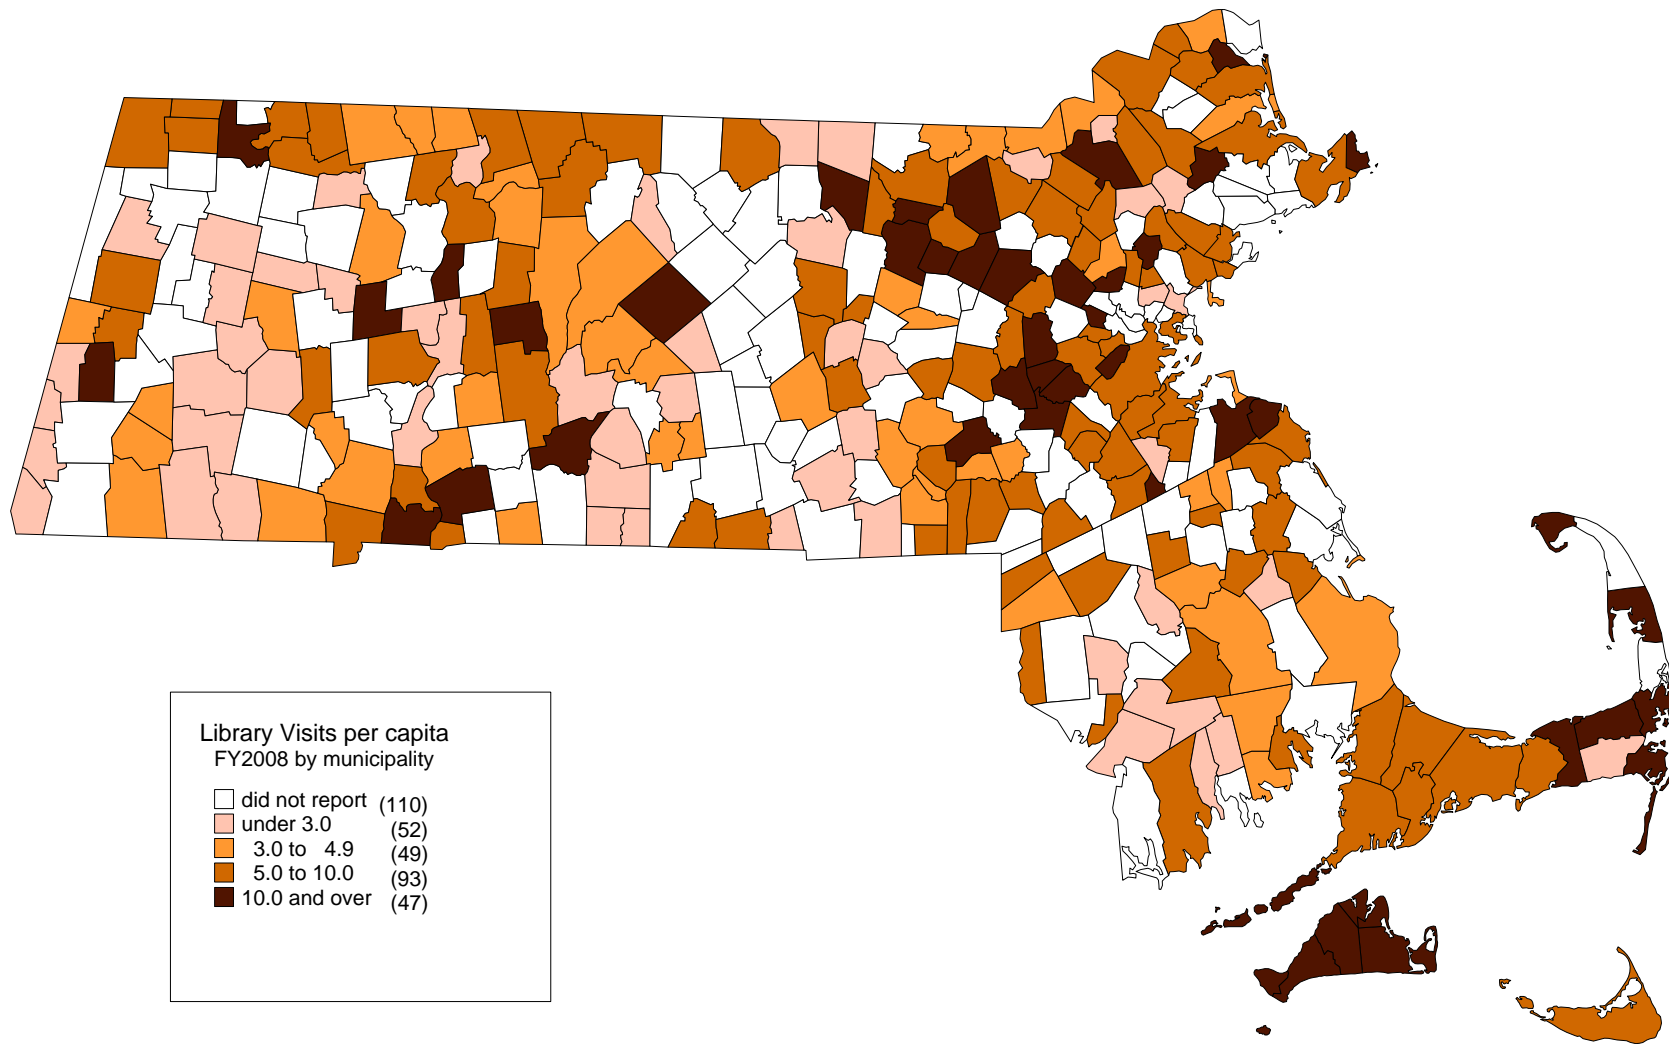 Library Visits per capita
FY2008 by municipality
did not report (110)
under 3.0 (52)
3.0 to 4.9 (49)
5.0 to 10.0 (93)
10.0 and over (47)